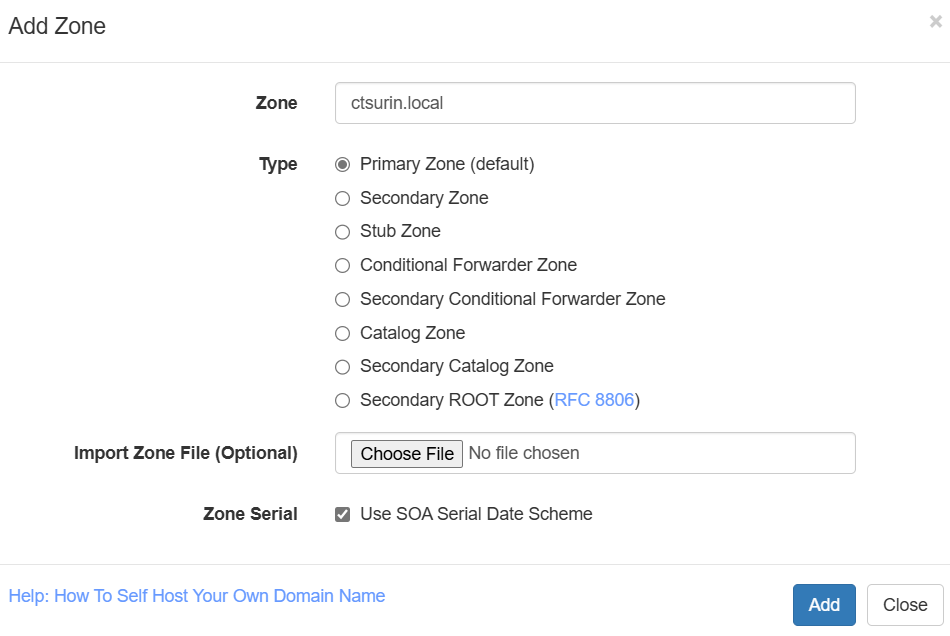 Add Zone
×
Zone ctsurin.local
Type Primary Zone (default)
Secondary Zone
Stub Zone
Conditional Forwarder Zone
Secondary Conditional Forwarder Zone
Catalog Zone
Secondary Catalog Zone
Secondary ROOT Zone (RFC 8806)
Import Zone File (Optional) Choose File No file chosen
Zone Serial Use SOA Serial Date Scheme
Help: How To Self Host Your Own Domain Name Add Close